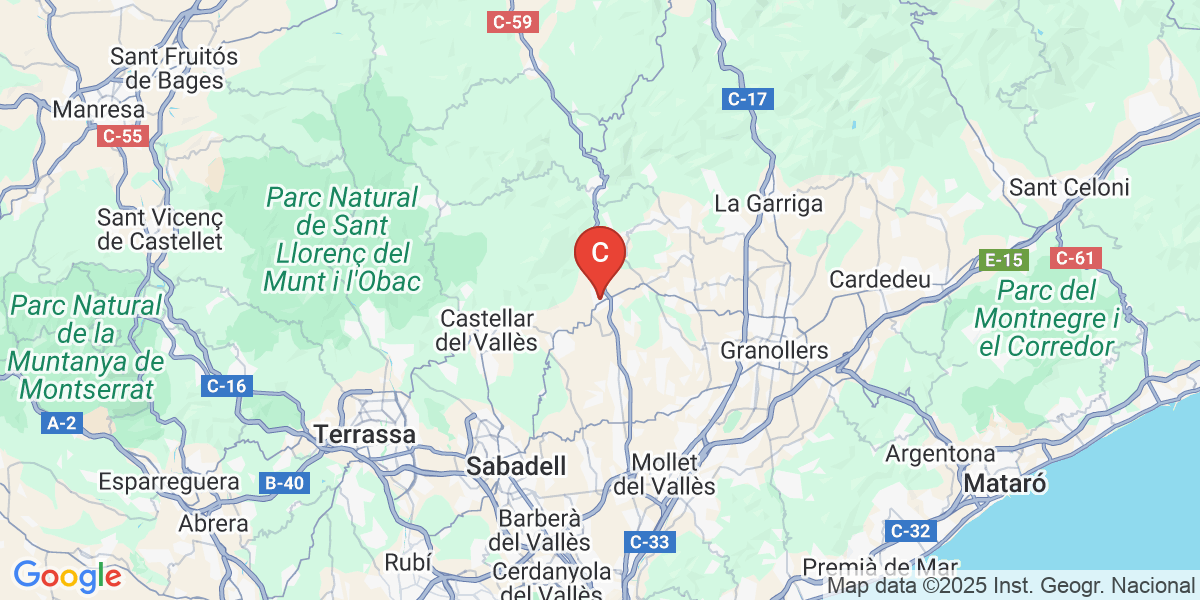 C-59
Sant Fruitós
de Bages
C-17
Manresa
C-55
Sant Celoni
Parc Natural
de Sant
Llorenç del
Munt i l'Obac
La Garriga
Sant Vicenç
de Castellet
C
E-15
C-61
Cardedeu
Parc del
Montnegre i
el Corredor
Parc Natural
de la
Muntanya de
Montserrat
Castellar
del Vallès
Granollers
C-16
A-2
Terrassa
Sabadell
Mollet
del Vallès
Argentona
Mataró
Esparreguera
B-40
Abrera
Barberà
del Vallès
C-32
C-33
Rubí
Cerdanyola
del Vallès
Premià de Mar
Google
Map data ©2025 Inst. Geogr. Nacional